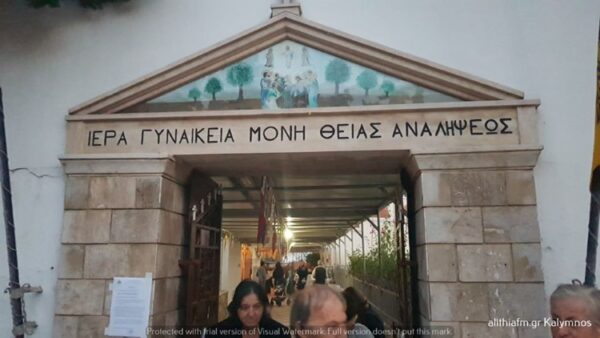 ΙΕΡΑ ΓΥΝΑΙΚΕΙΑ ΜΟΝΗ ΘΕΙΑΣ ΑΝΑΛΗΨΕΩΣ
alithiafm.gr Kalymnos
Protected with trial version of Visual Watermark. Full version doesn't put this mark.